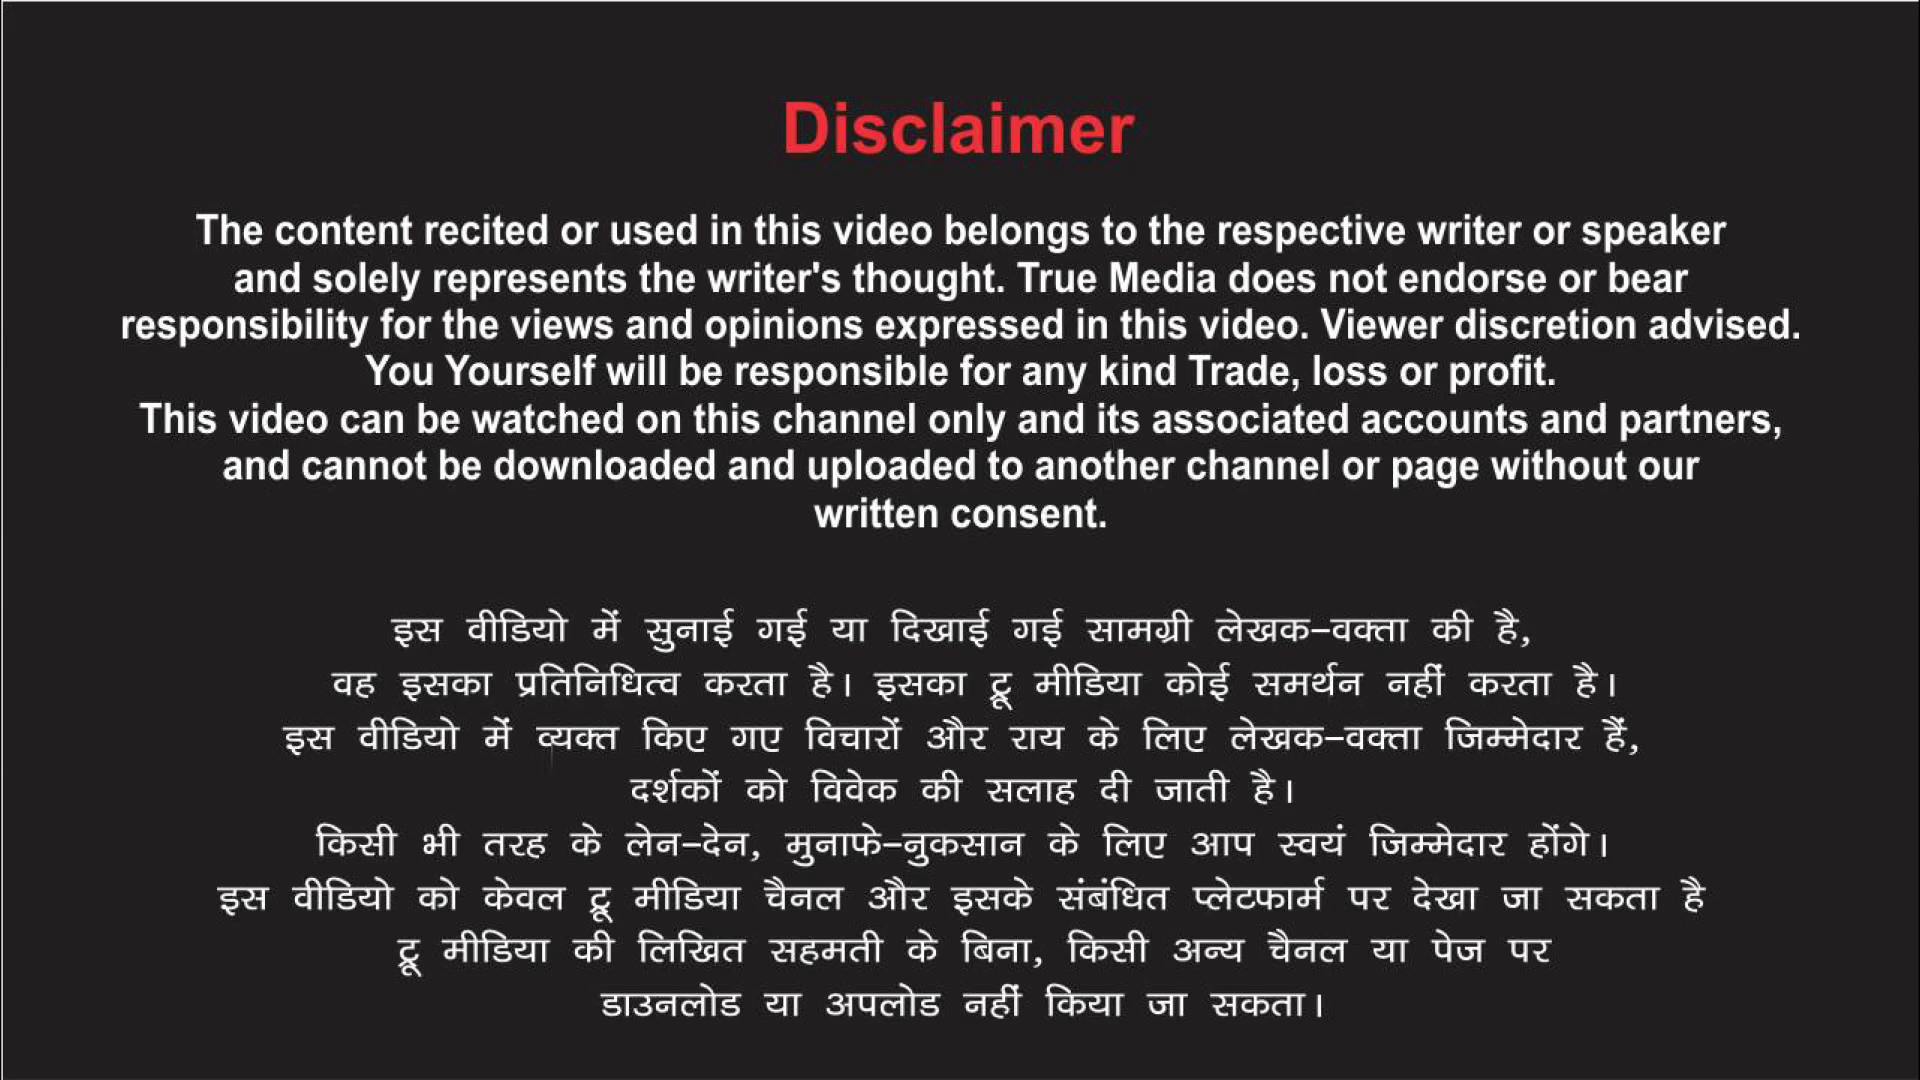 Disclaimer
The content recited or used in this video belongs to the respective writer or speaker
and solely represents the writer's thought. True Media does not endorse or bear
responsibility for the views and opinions expressed in this video. Viewer discretion advised.
You Yourself will be responsible for any kind Trade, loss or profit.
This video can be watched on this channel only and its associated accounts and partners,
and cannot be downloaded and uploaded to another channel or page without our
written consent.
इस वीडियो में सुनाई गई या दिखाई गई सामग्री लेखक–वक्ता की है,
वह इसका प्रतिनिधित्व करता है। इसका ट्रू मीडिया कोई समर्थन नहीं करता है।
इस वीडियो में व्यक्त किए गए विचारों और राय के लिए लेखक–वक्ता जिम्मेदार हैं,
दर्शकों को विवेक की सलाह दी जाती है।
किसी भी तरह के लेन–देन, मुनाफे–नुकसान के लिए आप स्वयं जिम्मेदार होंगे।
इस वीडियो को केवल ट्रू मीडिया चैनल और इसके संबंधित प्लेटफार्म पर देखा जा सकता है
ट्रू मीडिया की लिखित सहमती के बिना, किसी अन्य चैनल या पेज पर
डाउनलोड या अपलोड नहीं किया जा सकता।